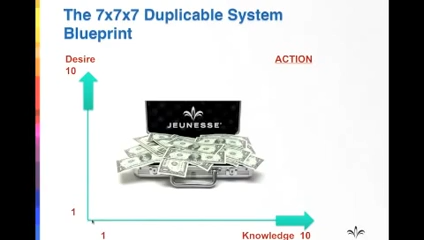 The 7x7x7 Duplicable System
Blueprint
Desire
10
ACTION
JEUNESSE
1
1
Knowledge 10